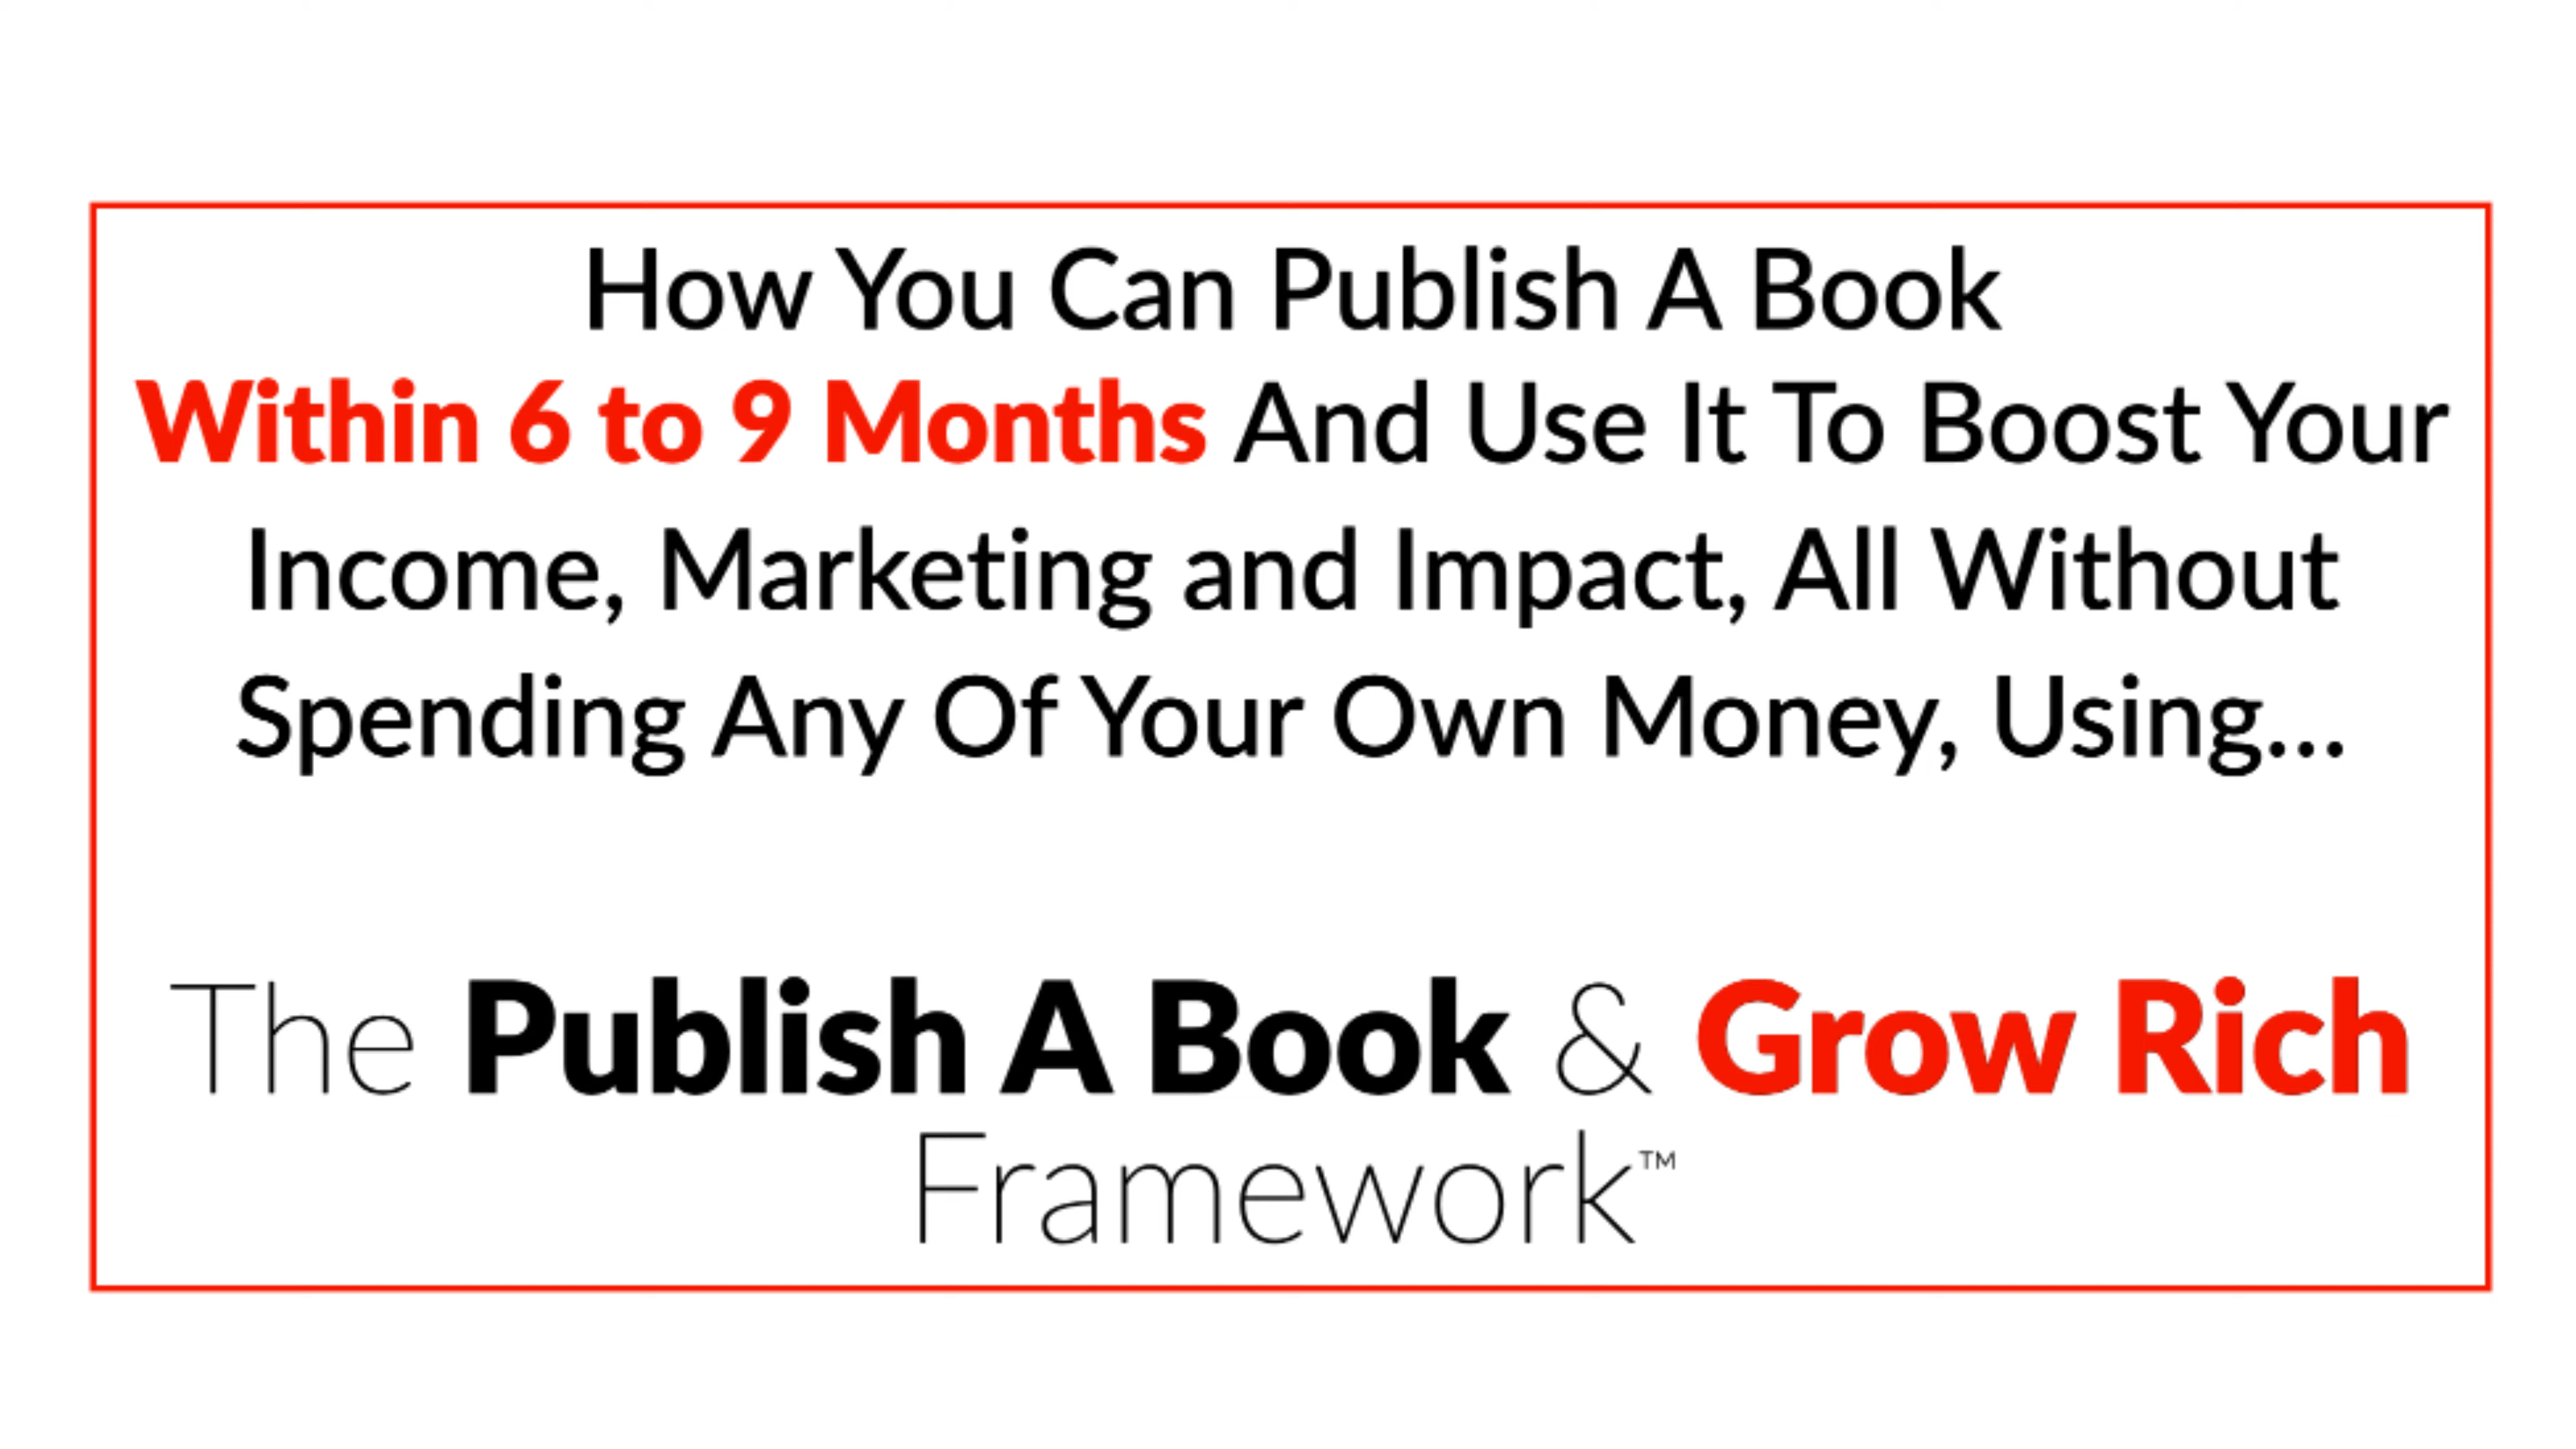 How You Can Publish A Book
Within 6 to 9 Months And Use It To Boost Your
Income, Marketing and Impact, All Without
Spending Any Of Your Own Money, Using...
The Publish A Book & Grow Rich
Framework™